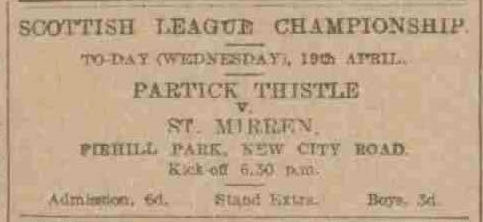 SCOTTISH LEAGUE CHAMPIONSHIP.
TO-DAY (WEDNESDAY), 19th APRIL.
PARTICK THISTLE
v.
ST. MIRREN,
FIRHILL PARK, NEW CITY ROAD.
Kick-off 6.30 p.m.
Admission, 6d. Stand Extra. Boys, 3d.